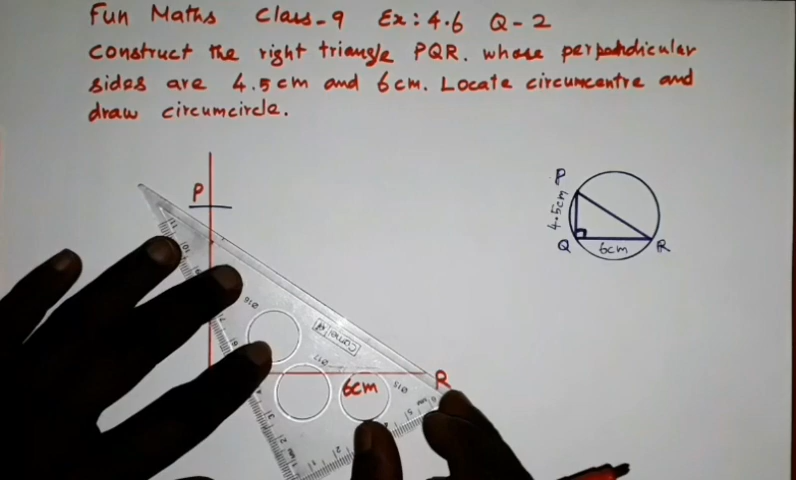 Fun Maths Class-9 Ex: 4.6 Q-2
Construct the right triangle PQR. whose perpendicular
sides are 4.5cm and 6cm. Locate circumcentre and
draw circumcircle.
P
P
4.5cm
Q
6cm
R
6cm
R